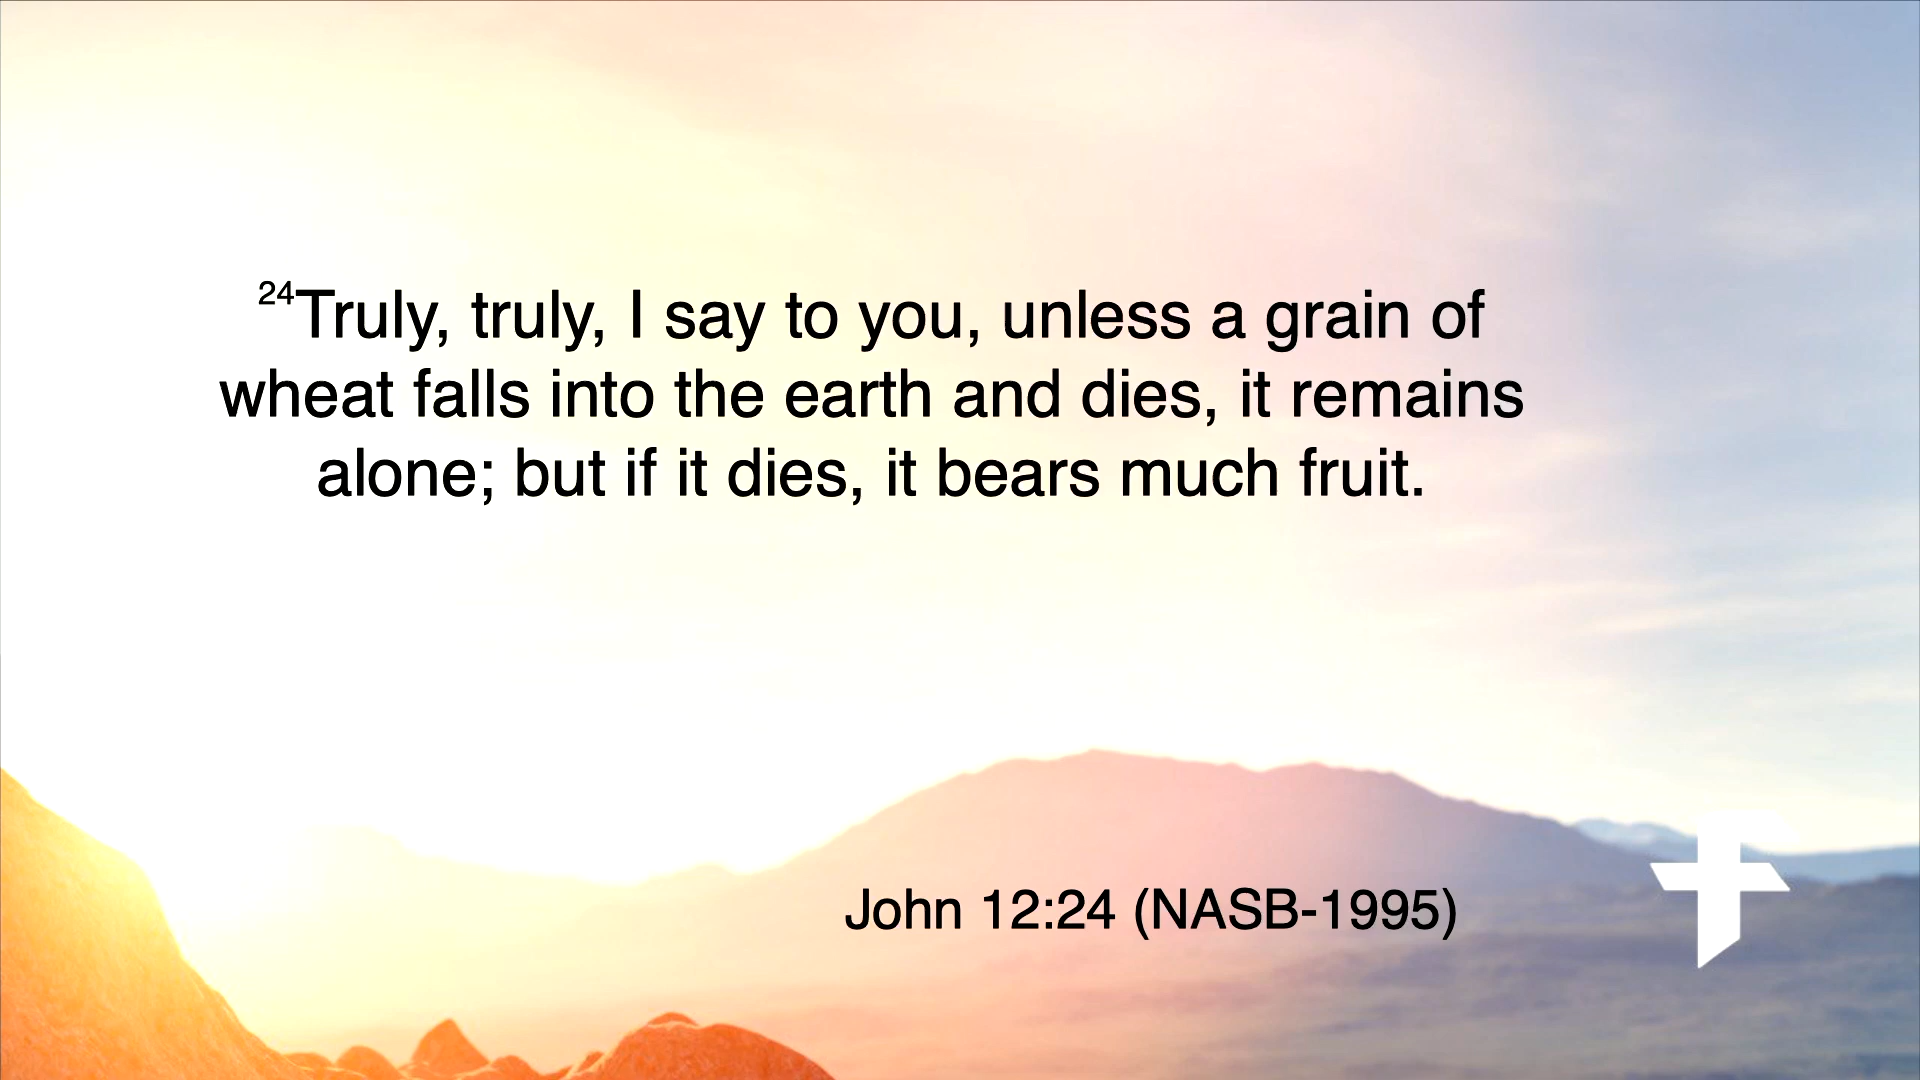 24Truly, truly, I say to you, unless a grain of
wheat falls into the earth and dies, it remains
alone; but if it dies, it bears much fruit.
John 12:24 (NASB-1995)